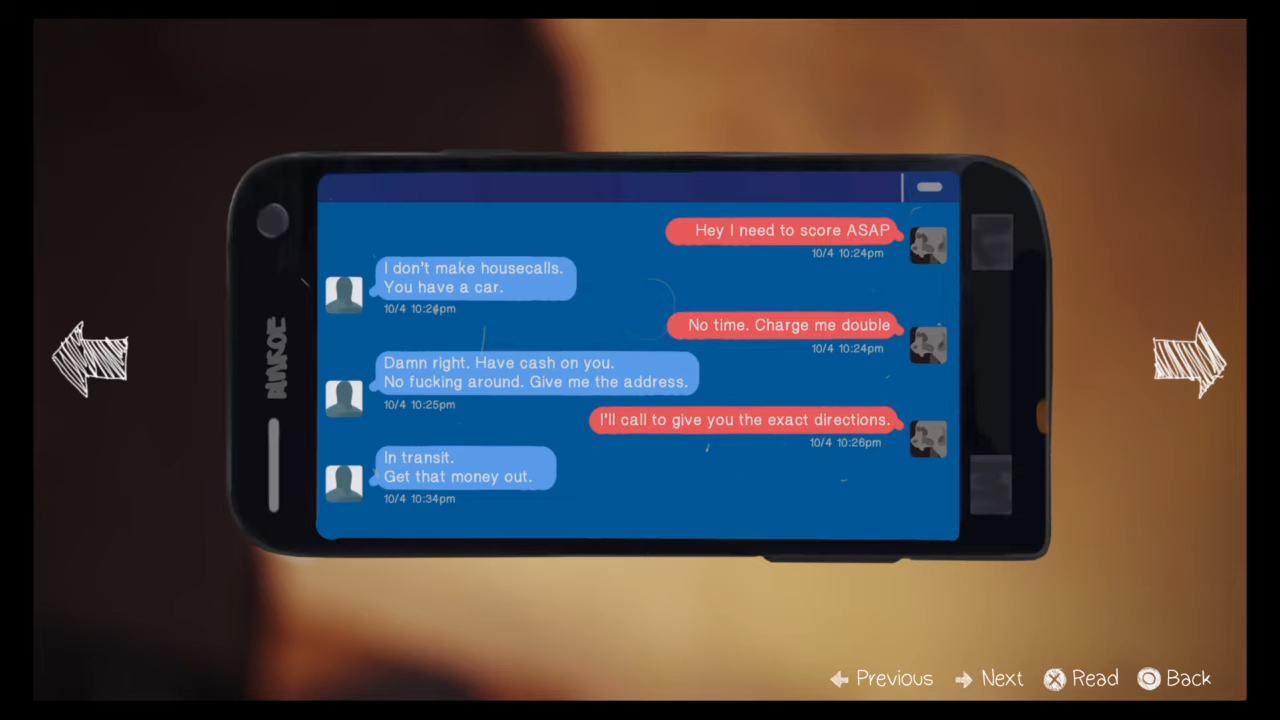 Hey I need to score ASAP
10/4 10:24pm
I don't make housecalls.
You have a car.
10/4 10:24pm
No time. Charge me double
10/4 10:24pm
Damn right. Have cash on you.
No fucking around. Give me the address.
10/4 10:25pm
I'll call to give you the exact directions.
10/4 10:26pm
In transit.
Get that money out.
10/4 10:34pm
Previous Next Read Back